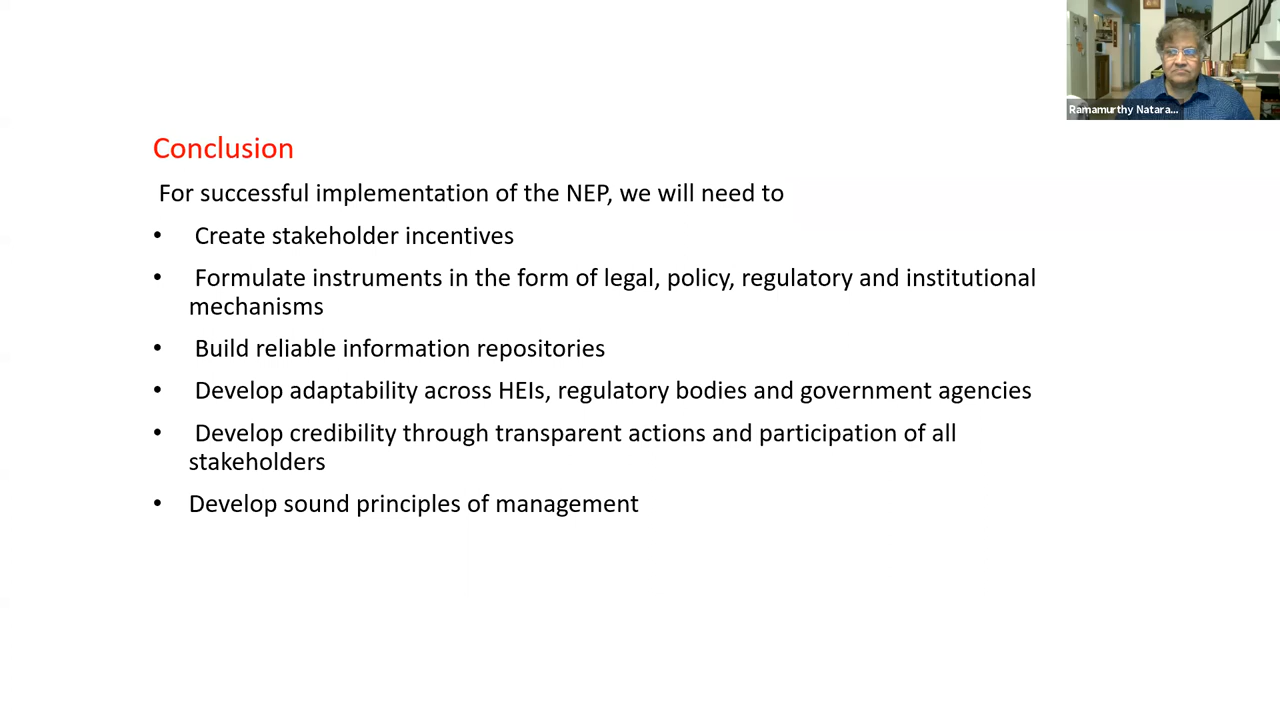 Ramamurthy Natara...
Conclusion
For successful implementation of the NEP, we will need to
• Create stakeholder incentives
• Formulate instruments in the form of legal, policy, regulatory and institutional
mechanisms
• Build reliable information repositories
• Develop adaptability across HEIs, regulatory bodies and government agencies
• Develop credibility through transparent actions and participation of all
stakeholders
• Develop sound principles of management